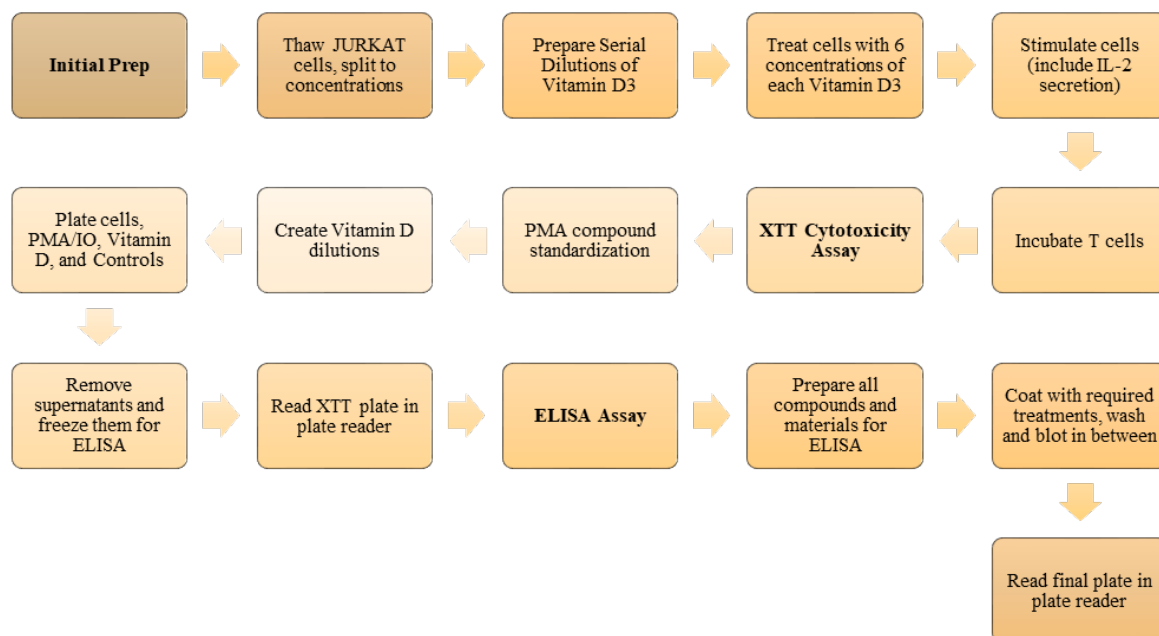 Initial Prep
Thaw JURKAT
cells, split to
concentrations
Prepare Serial
Dilutions of
Vitamin D3
Treat cells with 6
concentrations of
each Vitamin D3
Stimulate cells
(include IL-2
secretion)
Incubate T cells
XTT Cytotoxicity
Assay
PMA compound
standardization
Create Vitamin D
dilutions
Plate cells,
PMA/IO, Vitamin
D, and Controls
Remove
supernatants and
freeze them for
ELISA
Read XTT plate in
plate reader
ELISA Assay
Prepare all
compounds and
materials for
ELISA
Coat with required
treatments, wash
and blot in between
Read final plate in
plate reader